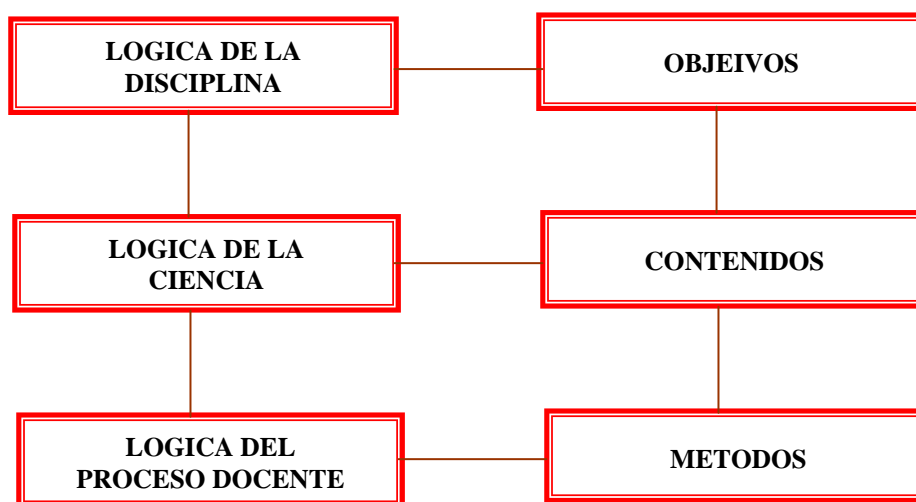 LOGICA DE LA
DISCIPLINA
OBJEIVOS
LOGICA DE LA
CIENCIA
CONTENIDOS
LOGICA DEL
PROCESO DOCENTE
METODOS